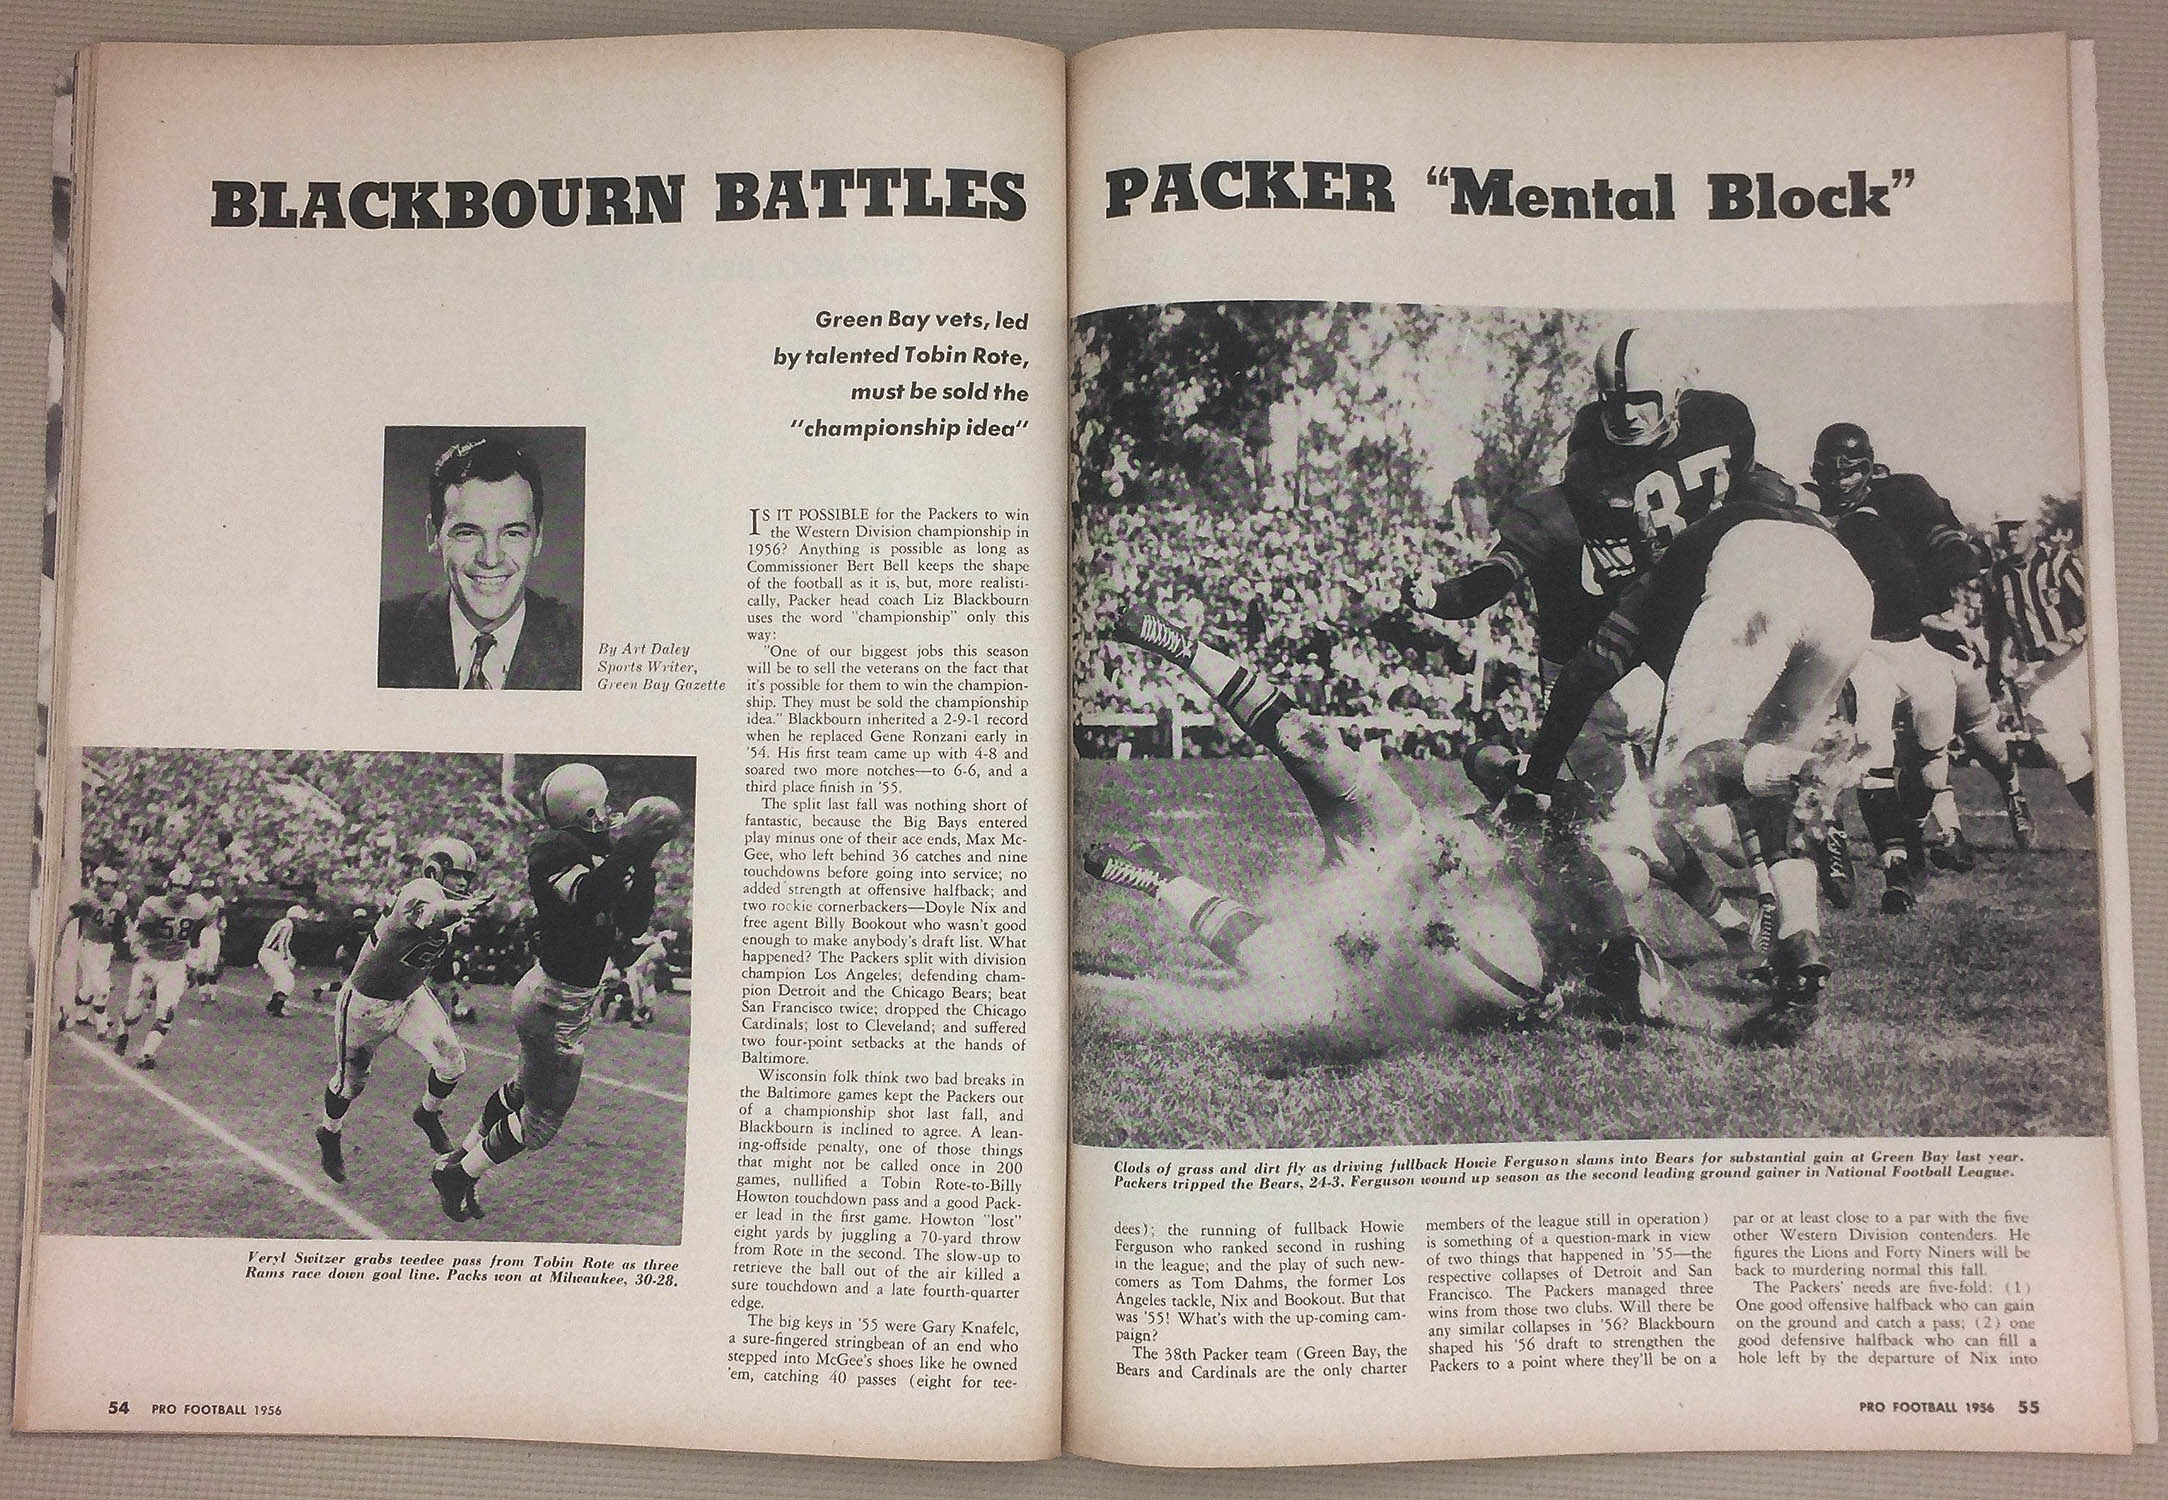 BLACKBOURN BATTLES PACKER “Mental Block”
Green Bay vets, led
by talented Tobin Rote,
must be sold the
"championship idea"
By Art Daley
Sports Writer,
Green Bay Gazette
IS IT POSSIBLE for the Packers to win
the Western Division championship in
1956? Anything is possible as long as
Commissioner Bert Bell keeps the shape
of the football as it is, but, more realisti-
cally, Packer head coach Liz Blackbourn
uses the word "championship" only this
way:
"One of our biggest jobs this season
will be to sell the veterans on the fact that
it's possible for them to win the champion-
ship. They must be sold the championship
idea." Blackbourn inherited a 2-9-1 record
when he replaced Gene Ronzani early in
'54. His first team came up with 4-8 and
soared two more notches—to 6-6, and a
third place finish in '55.
The split last fall was nothing short of
fantastic, because the Big Bays entered
play minus one of their ace ends, Max Mc-
Gee, who left behind 36 catches and nine
touchdowns before going into service; no
added strength at offensive halfback; and
two rockie cornerbackers—Doyle Nix and
free agent Billy Bookout who wasn't good
enough to make anybody's draft list. What
happened? The Packers split with division
champion Los Angeles; defending cham-
pion Detroit and the Chicago Bears; beat
San Francisco twice; dropped the Chicago
Cardinals; lost to Cleveland; and suffered
two four-point setbacks at the hands of
Baltimore.
Wisconsin folk think two bad breaks in
the Baltimore games kept the Packers out
of a championship shot last fall, and
Blackbourn is inclined to agree. A lean-
ing-offside penalty, one of those things
that might not be called once in 200
games, nullified a Tobin Rote-to-Billy
Howton touchdown pass and a good Pack-
er lead in the first game. Howton "lost"
eight yards by juggling a 70-yard throw
from Rote in the second. The slow-up to
retrieve the ball out of the air killed a
sure touchdown and a late fourth-quarter
edge.
The big keys in '55 were Gary Knafelc,
a sure-fingered stringbean of an end who
stepped into McGee's shoes like he owned
'em, catching 40 passes (eight for tee-
43
58
Veryl Switzer grabs teedee pass from Tobin Rote as three
Rams race down goal line. Packs won at Milwaukee, 30-28.
54 PRO FOOTBALL 1956
37
Clods of grass and dirt fly as driving fullback Howie Ferguson slams into Bears for substantial gain at Green Bay last year.
Packers tripped the Bears, 24-3. Ferguson wound up season as the second leading ground gainer in National Football League.
dees); the running of fullback Howie
Ferguson who ranked second in rushing
in the league; and the play of such new-
comers as Tom Dahms, the former Los
Angeles tackle, Nix and Bookout. But that
was '55! What's with the up-coming cam-
paign?
The 38th Packer team (Green Bay, the
Bears and Cardinals are the only charter
members of the league still in operation)
is something of a question-mark in view
of two things that happened in '55—the
respective collapses of Detroit and San
Francisco. The Packers managed three
wins from those two clubs. Will there be
any similar collapses in '56? Blackbourn
shaped his '56 draft to strengthen the
Packers to a point where they'll be on a
par or at least close to a par with the five
other Western Division contenders. He
figures the Lions and Forty Niners will be
back to murdering normal this fall.
The Packers' needs are five-fold: (1)
One good offensive halfback who can gain
on the ground and catch a pass; (2) one
good defensive halfback who can fill a
hole left by the departure of Nix into
PRO FOOTBALL 1956 55